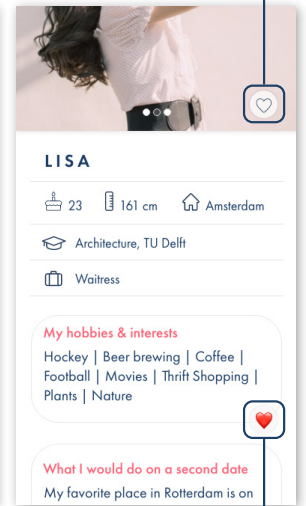 LISA
23 161 cm Amsterdam
Architecture, TU Delft
Waitress
My hobbies & interests
Hockey | Beer brewing | Coffee |
Football | Movies | Thrift Shopping |
Plants | Nature
What I would do on a second date
My favorite place in Rotterdam is on